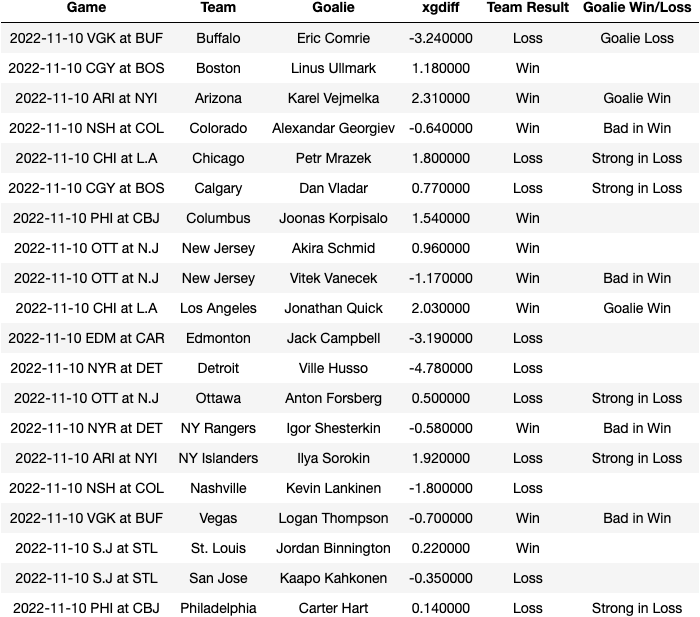 Game Team Goalie xgdiff Team Result Goalie Win/Loss
2022-11-10 VGK at BUF Buffalo Eric Comrie -3.240000 Loss Goalie Loss
2022-11-10 CGY at BOS Boston Linus Ullmark 1.180000 Win
2022-11-10 ARI at NYI Arizona Karel Vejmelka 2.310000 Win Goalie Win
2022-11-10 NSH at COL Colorado Alexandar Georgiev -0.640000 Win Bad in Win
2022-11-10 CHI at L.A Chicago Petr Mrazek 1.800000 Loss Strong in Loss
2022-11-10 CGY at BOS Calgary Dan Vladar 0.770000 Loss Strong in Loss
2022-11-10 PHI at CBJ Columbus Joonas Korpisalo 1.540000 Win
2022-11-10 OTT at N.J New Jersey Akira Schmid 0.960000 Win
2022-11-10 OTT at N.J New Jersey Vitek Vanecek -1.170000 Win Bad in Win
2022-11-10 CHI at L.A Los Angeles Jonathan Quick 2.030000 Win Goalie Win
2022-11-10 EDM at CAR Edmonton Jack Campbell -3.190000 Loss
2022-11-10 NYR at DET Detroit Ville Husso -4.780000 Loss
2022-11-10 OTT at N.J Ottawa Anton Forsberg 0.500000 Loss Strong in Loss
2022-11-10 NYR at DET NY Rangers Igor Shesterkin -0.580000 Win Bad in Win
2022-11-10 ARI at NYI NY Islanders Ilya Sorokin 1.920000 Loss Strong in Loss
2022-11-10 NSH at COL Nashville Kevin Lankinen -1.800000 Loss
2022-11-10 VGK at BUF Vegas Logan Thompson -0.700000 Win Bad in Win
2022-11-10 S.J at STL St. Louis Jordan Binnington 0.220000 Win
2022-11-10 S.J at STL San Jose Kaapo Kahkonen -0.350000 Loss
2022-11-10 PHI at CBJ Philadelphia Carter Hart 0.140000 Loss Strong in Loss